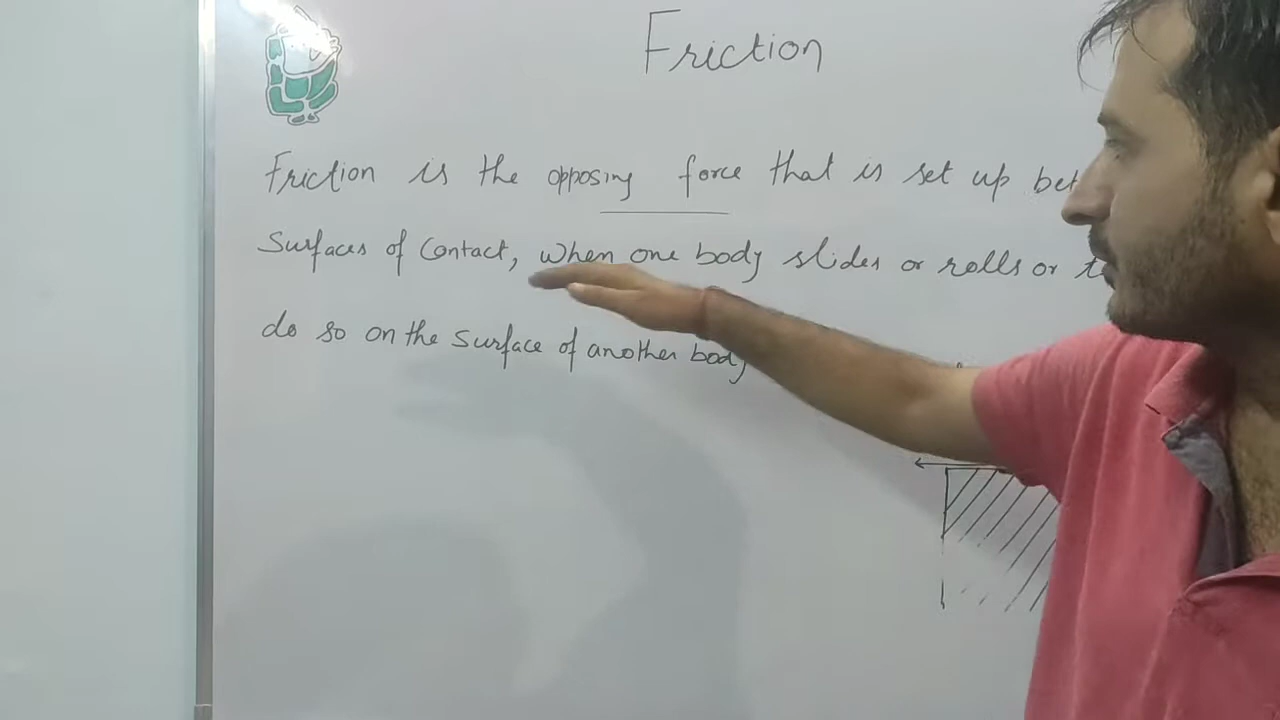 Friction
Friction is the opposing force that is set up
Surfaces of Contact, when one body slides or rolls or
do so on the surface of another body